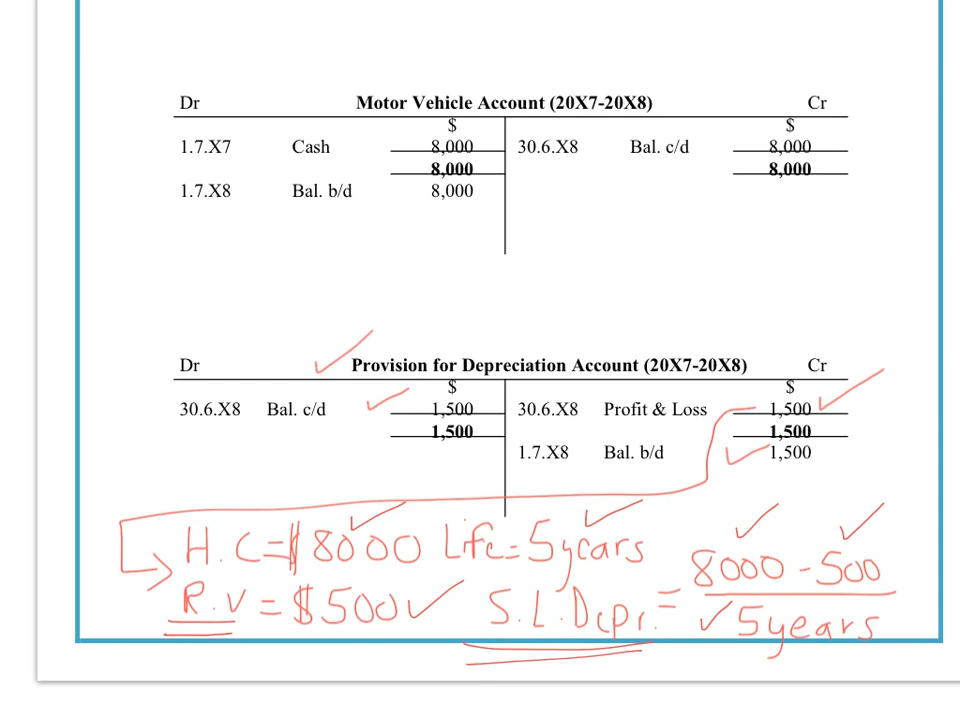 Dr Motor Vehicle Account (20X7-20X8) Cr
$ $
1.7.X7 Cash 8,000 30.6.X8 Bal. c/d 8,000
8,000 8,000
1.7.X8 Bal. b/d 8,000
Dr Provision for Depreciation Account (20X7-20X8) Cr
$ $
30.6.X8 Bal. c/d 1,500 30.6.X8 Profit & Loss 1,500
1,500 1,500
1.7.X8 Bal. b/d 1,500
H.C=$8000 Life=5years
R.V=$500 S.L.Depr.= 8000-500
5years